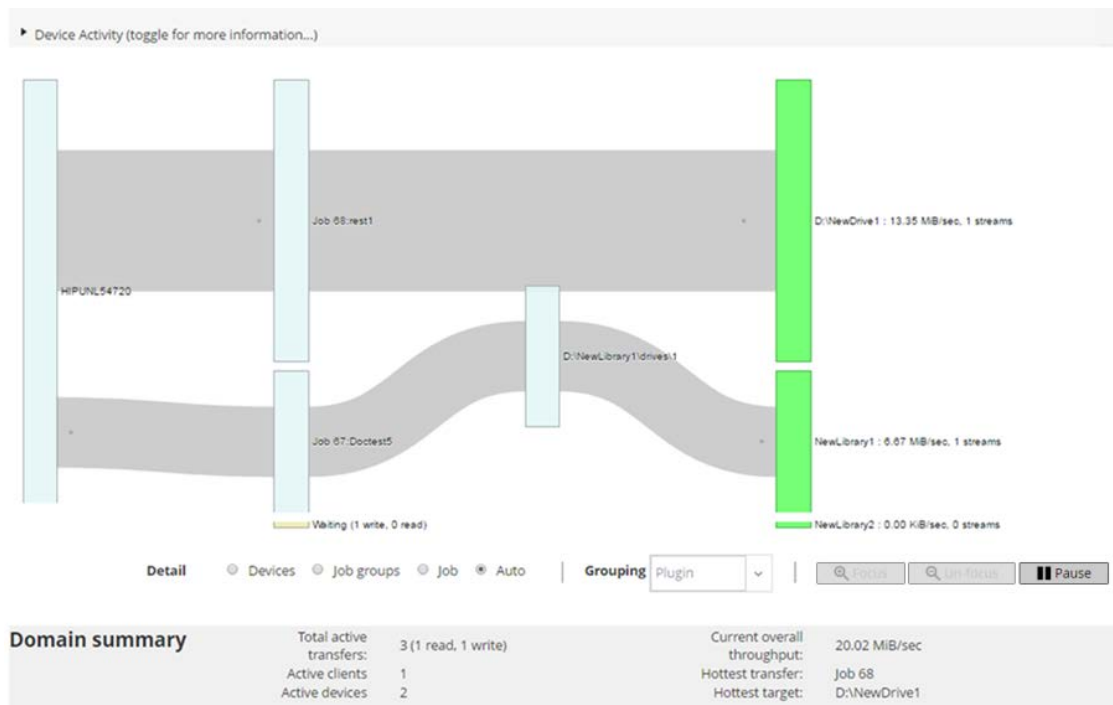 Device Activity (toggle for more information...)
Job 68:rest1
D:\NewDrive1 : 13.35 MiB/sec, 1 streams
HIPUNL54720
D:\NewLibrary1\drives\1
Job 67:Doctest5
NewLibrary1 : 6.67 MiB/sec, 1 streams
Waiting (1 write, 0 read)
NewLibrary2 : 0.00 KiB/sec, 0 streams
Detail Devices Job groups Job Auto Grouping Plugin Focus Un-focus Pause
Domain summary
Total active transfers: 3 (1 read, 1 write)
Active clients 1
Active devices 2
Current overall throughput: 20.02 MiB/sec
Hottest transfer: Job 68
Hottest target: D:\NewDrive1